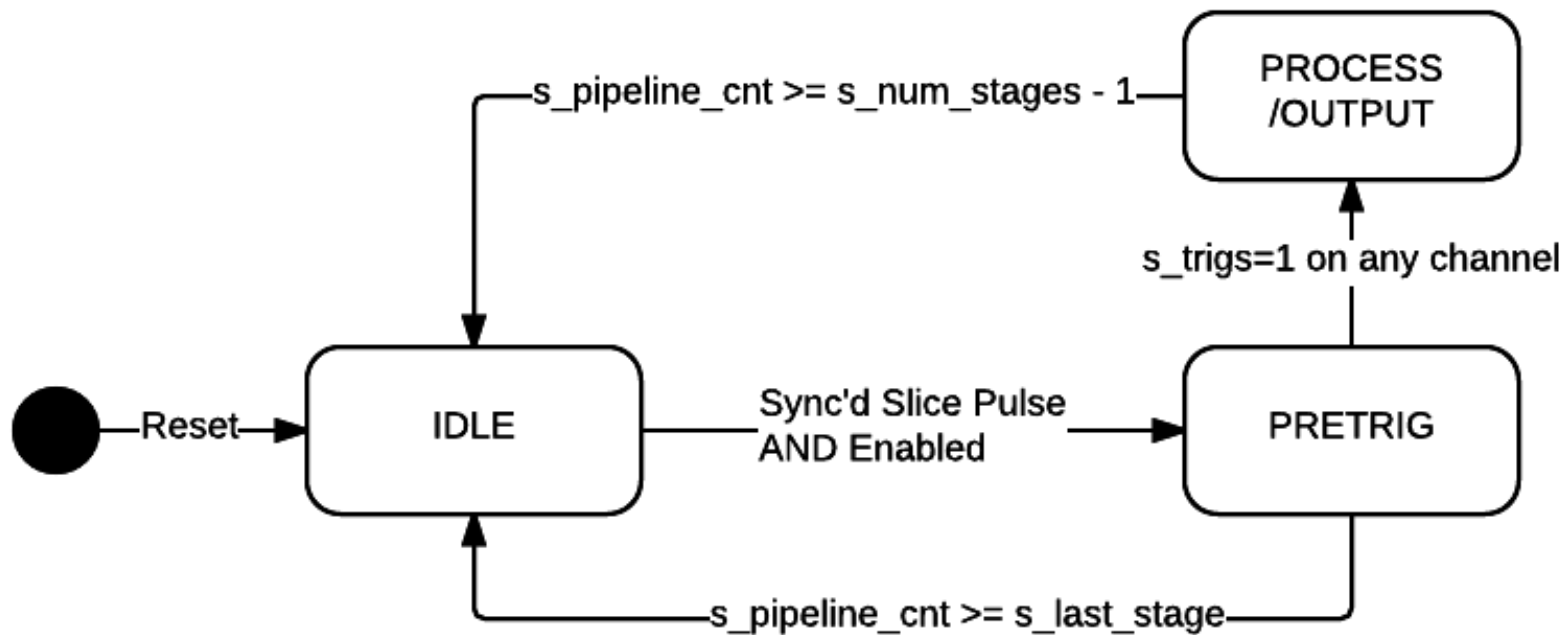 PROCESS
/OUTPUT
s_pipeline_cnt >= s_num_stages - 1
s_trigs=1 on any channel
Reset
IDLE
Sync'd Slice Pulse
AND Enabled
PRETRIG
s_pipeline_cnt >= s_last_stage